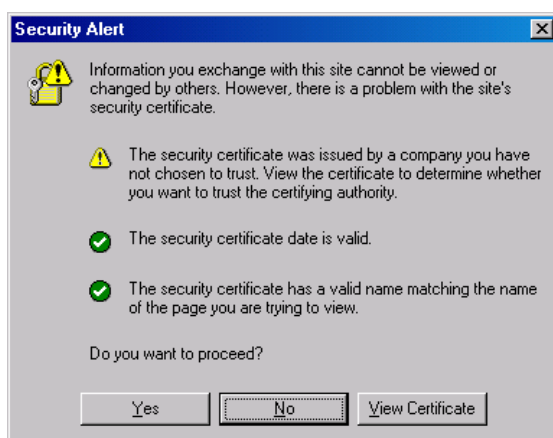 Security Alert
Information you exchange with this site cannot be viewed or
changed by others. However, there is a problem with the site's
security certificate.
The security certificate was issued by a company you have
not chosen to trust. View the certificate to determine whether
you want to trust the certifying authority.
The security certificate date is valid.
The security certificate has a valid name matching the name
of the page you are trying to view.
Do you want to proceed?
Yes No View Certificate